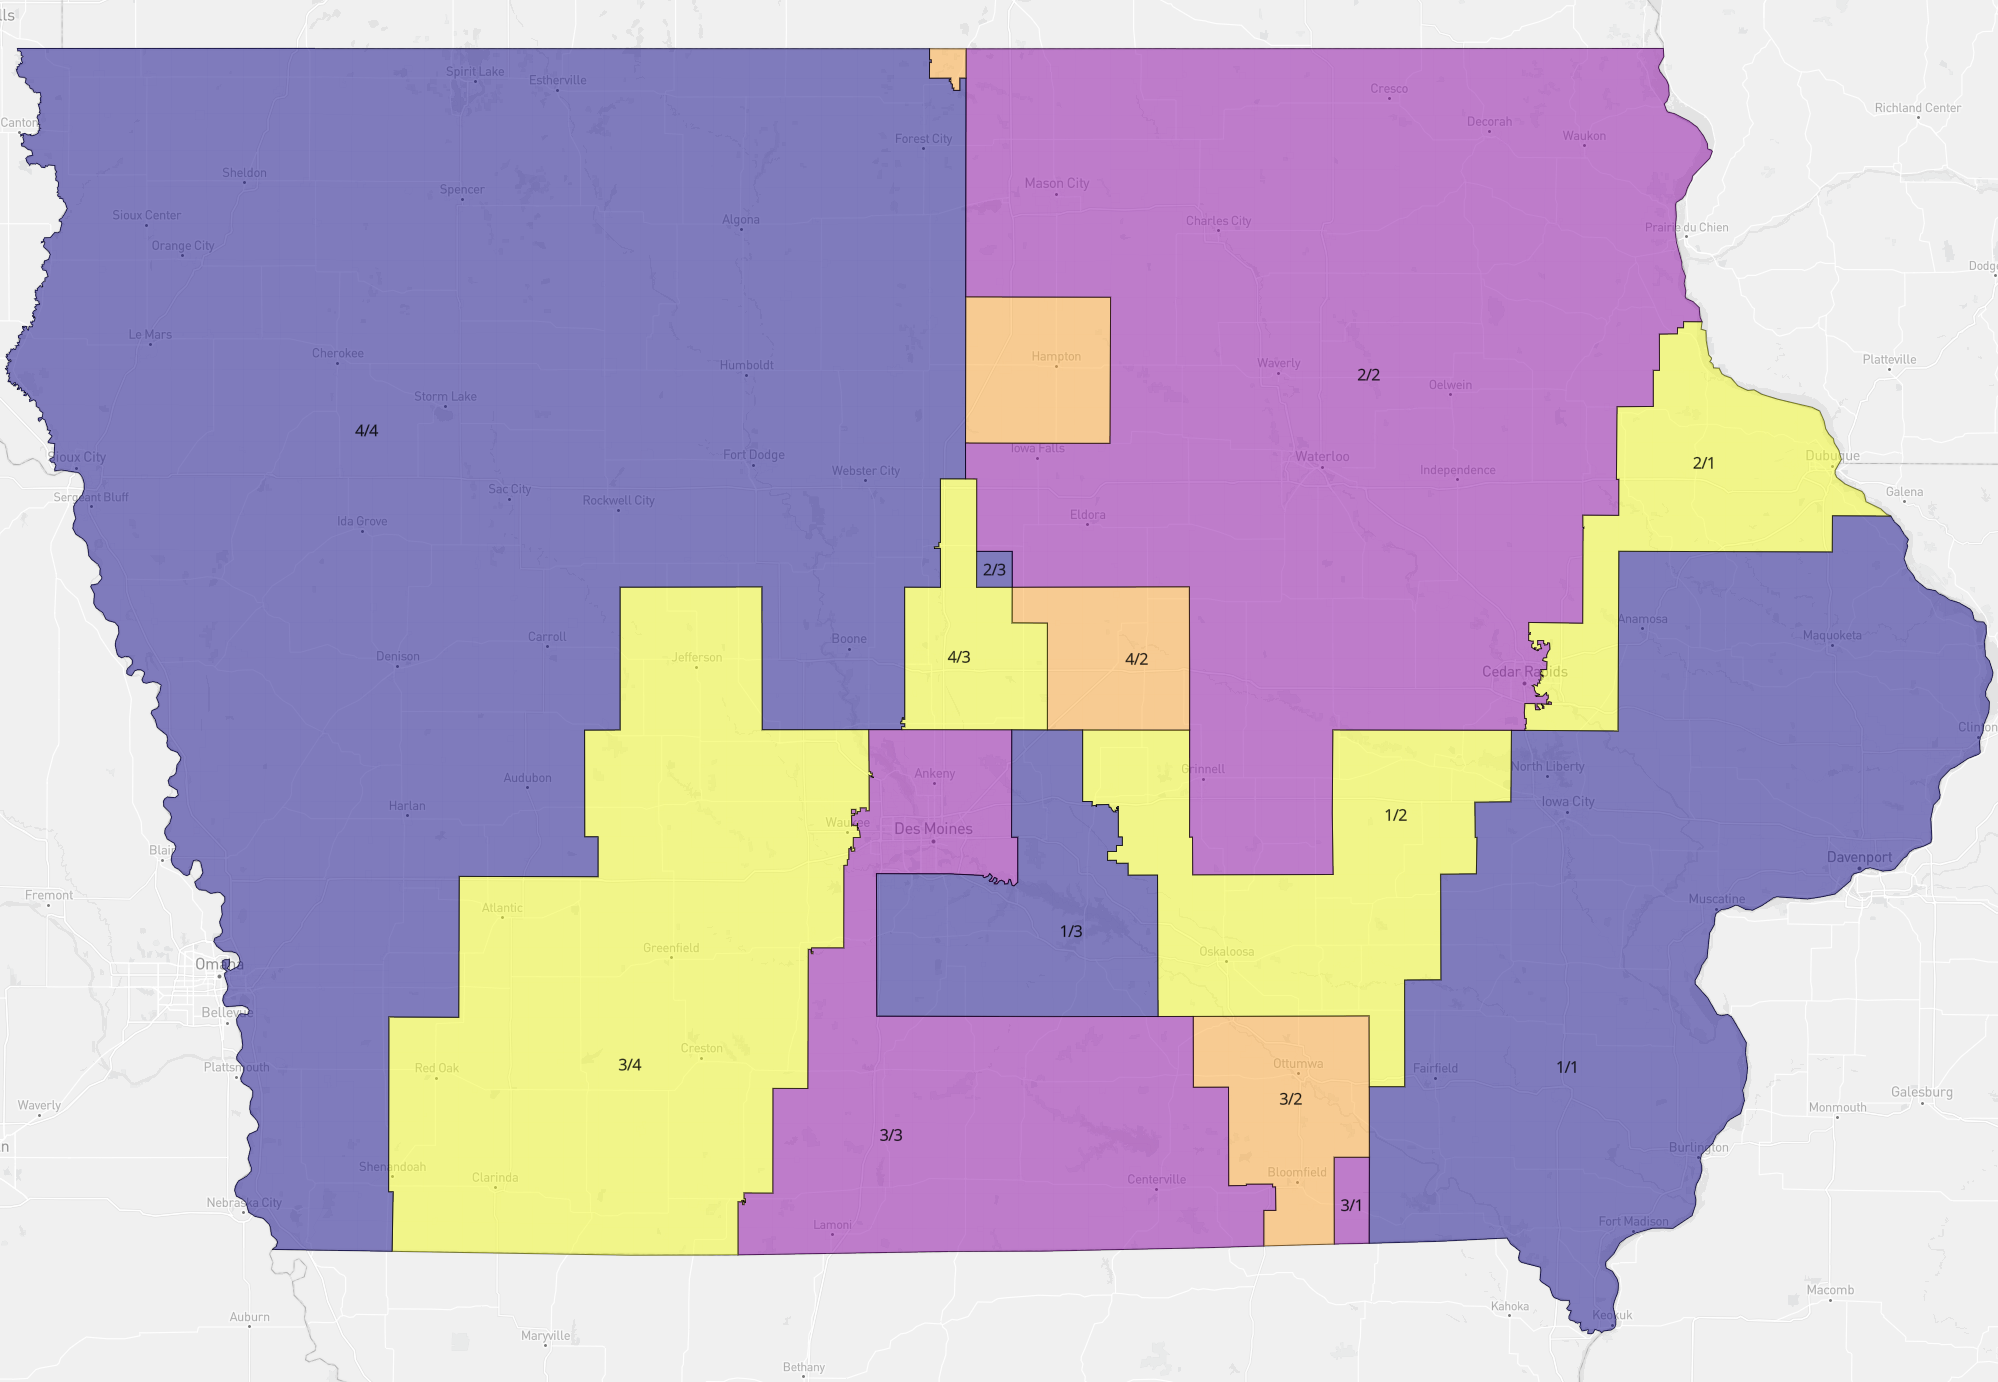 lls
Spirit Lake
Estherville
Cresco
Richland Center
Canton
Decorah
Waukon
Forest City
Sheldon
Spencer
Mason City
Sioux Center
Algona
Charles City
Prairie du Chien
Orange City
Dodge
Le Mars
Cherokee
Humboldt
Hampton
Waverly
2/2
Oelwein
Platteville
Storm Lake
4/4
Sioux City
Fort Dodge
Webster City
Iowa Falls
Waterloo
Independence
2/1
Dubuque
Sergeant Bluff
Sac City
Rockwell City
Galena
Ida Grove
Eldora
2/3
Carroll
Boone
Anamosa
Maquoketa
Denison
Jefferson
4/3
4/2
Cedar Rapids
Clinton
Audubon
Ankeny
Grinnell
North Liberty
Harlan
Waukee
Des Moines
1/2
Iowa City
Blair
Davenport
Fremont
Atlantic
Muscatine
Greenfield
1/3
Oskaloosa
Omaha
Bellevue
Creston
Red Oak
3/4
Ottumwa
Fairfield
1/1
Plattsmouth
Waverly
3/2
Monmouth
Galesburg
n
3/3
Burlington
Shenandoah
Clarinda
Centerville
Bloomfield
Nebraska City
3/1
Lamoni
Fort Madison
Auburn
Maryville
Kahoka
Keokuk
Macomb
Bethany